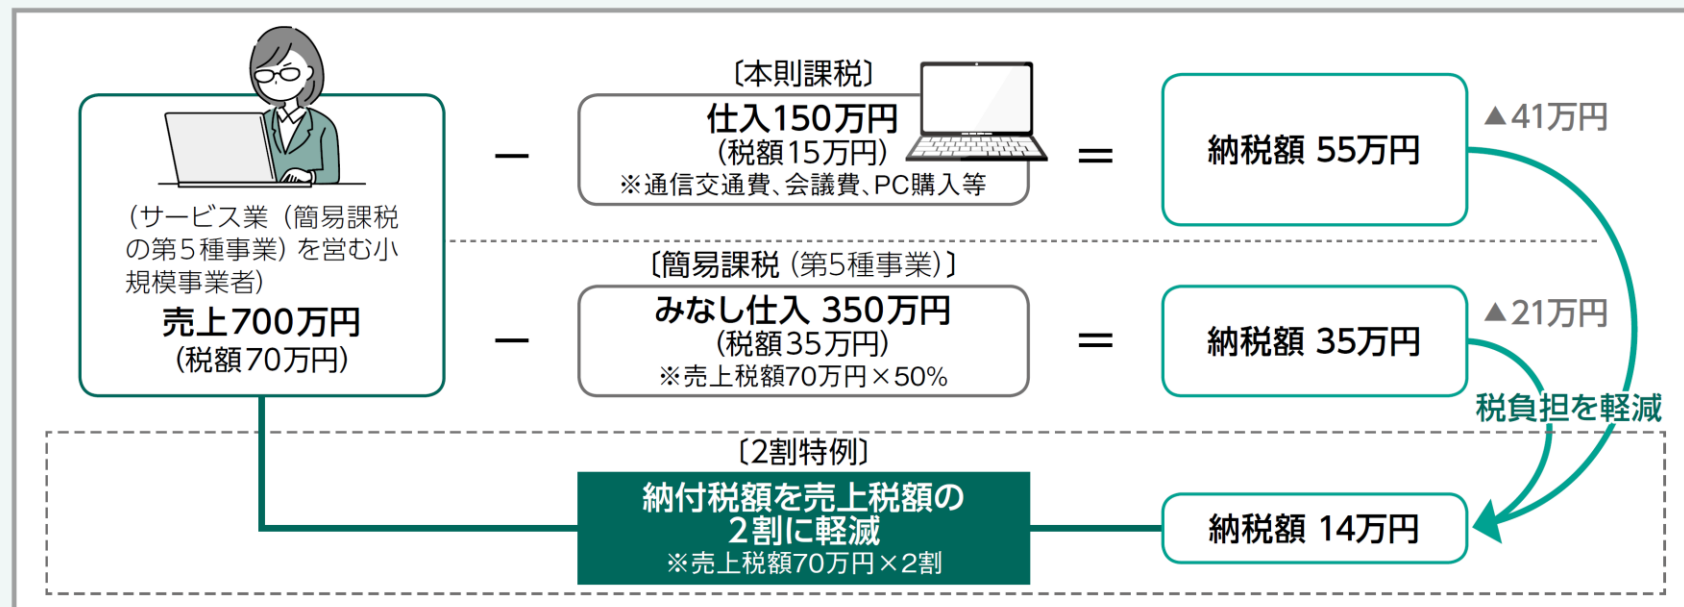 (サービス業(簡易課税
の第5種事業)を営む小
規模事業者)
売上700万円
(税額70万円)
−
〔本則課税〕
仕入150万円
(税額15万円)
※通信交通費、会議費、PC購入等
=
納税額 55万円
▲41万円
−
〔簡易課税(第5種事業)〕
みなし仕入 350万円
(税額35万円)
※売上税額70万円×50%
=
納税額 35万円
▲21万円
税負担を軽減
〔2割特例〕
納付税額を売上税額の
2割に軽減
※売上税額70万円×2割
納税額 14万円